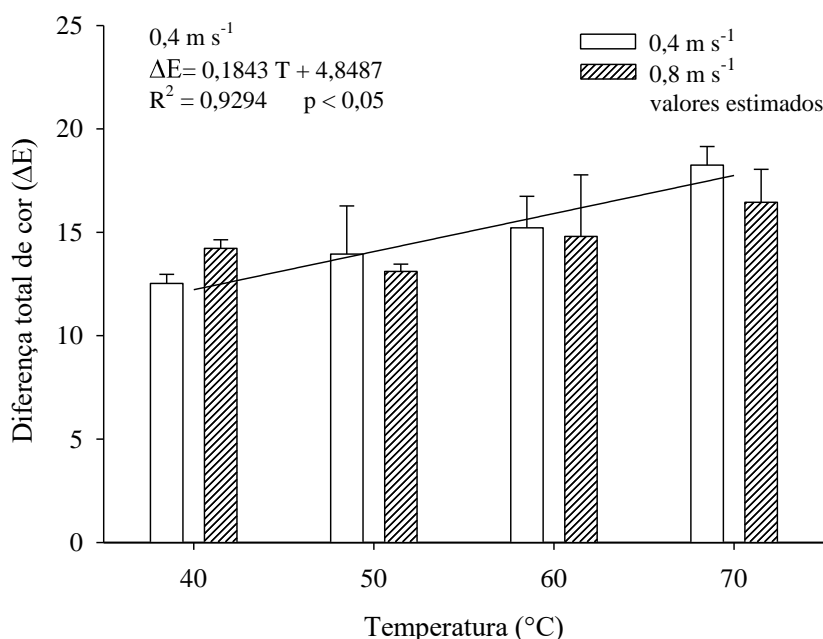 0,4 m s⁻¹
ΔE= 0,1843 T + 4,8487
R² = 0,9294 p < 0,05
0,4 m s⁻¹
0,8 m s⁻¹
valores estimados
Diferença total de cor (ΔE)
25
20
15
10
5
0
40 50 60 70
Temperatura (°C)